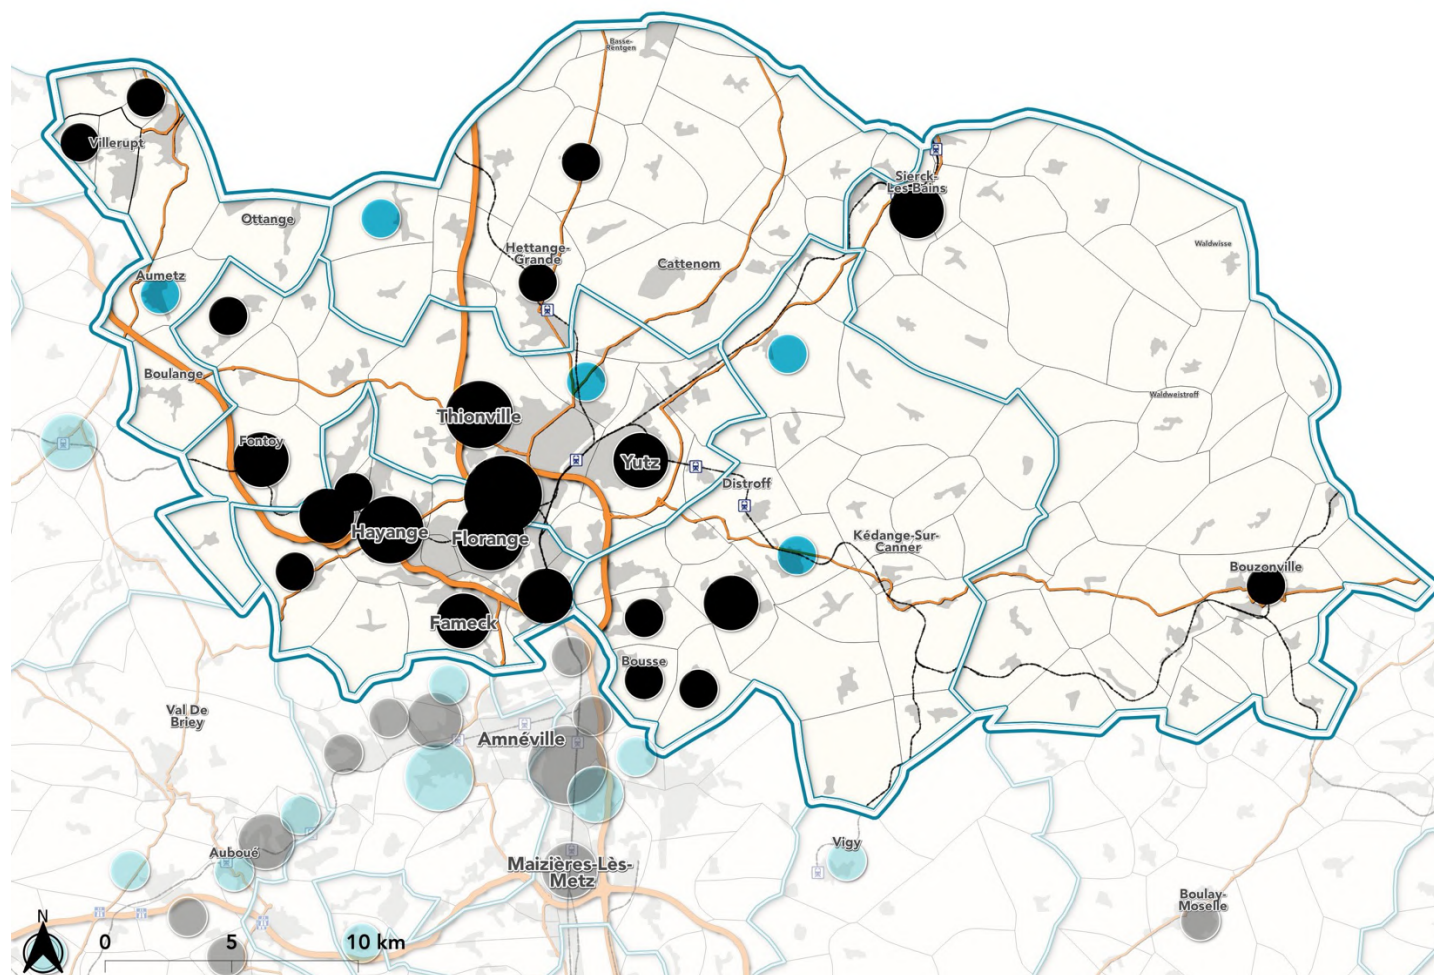 Basse-
Rentgen
Villerupt
Sierck-
Les Bains
Ottange
Waldwisse
Hettange-
Grande
Cattenom
Aumetz
Boulange
Waldweistroff
Thionville
Fontoy
Yutz
Distroff
Hayange
Florange
Kédange-Sur-
Canner
Bouzonville
Fameck
Bousse
Val De
Briey
Amnéville
Auboué
Vigy
Maizières-Lès-
Metz
Boulay-
Moselle
N
0 5 10 km